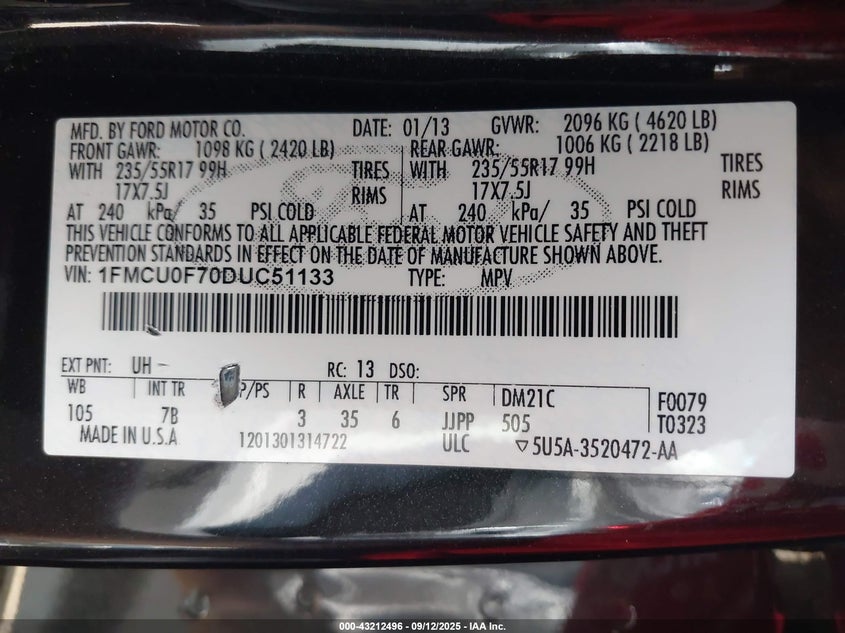 MFD. BY FORD MOTOR CO. DATE: 01/13 GVWR: 2096 KG ( 4620 LB)
FRONT GAWR: 1098 KG ( 2420 LB) REAR GAWR: 1006 KG ( 2218 LB)
WITH 235/55R17 99H TIRES WITH 235/55R17 99H TIRES
17X7.5J RIMS 17X7.5J RIMS
AT 240 kPa/ 35 PSI COLD AT 240 kPa/ 35 PSI COLD
THIS VEHICLE CONFORMS TO ALL APPLICABLE FEDERAL MOTOR VEHICLE SAFETY AND THEFT
PREVENTION STANDARDS IN EFFECT ON THE DATE OF MANUFACTURE SHOWN ABOVE.
VIN: 1FMCU0F70DUC51133 TYPE: MPV
EXT PNT: UH – RC: 13 DSO:
WB INT TR P/PS R AXLE TR SPR DM21C F0079
105 7B 3 35 6 JJPP 505 T0323
MADE IN U.S.A 1201301314722 ULC ▽5U5A-3520472-AA
000-43212496 - 09/12/2025 - IAA Inc.